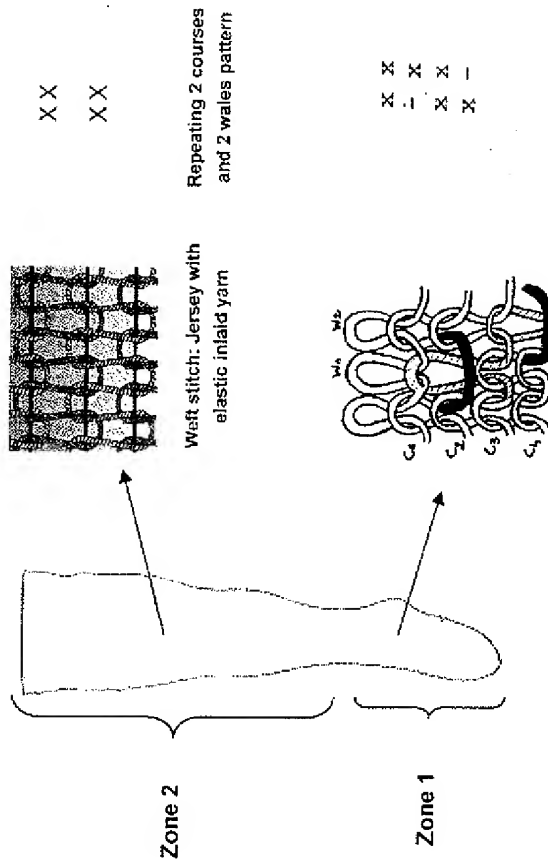 Zone 2
Weft stitch: Jersey with
elastic inlaid yarn
X X
X X
Repeating 2 courses
and 2 wales pattern
Zone 1
W1 W2
C1
C2
C3
C4
X X
– X
X X
X –